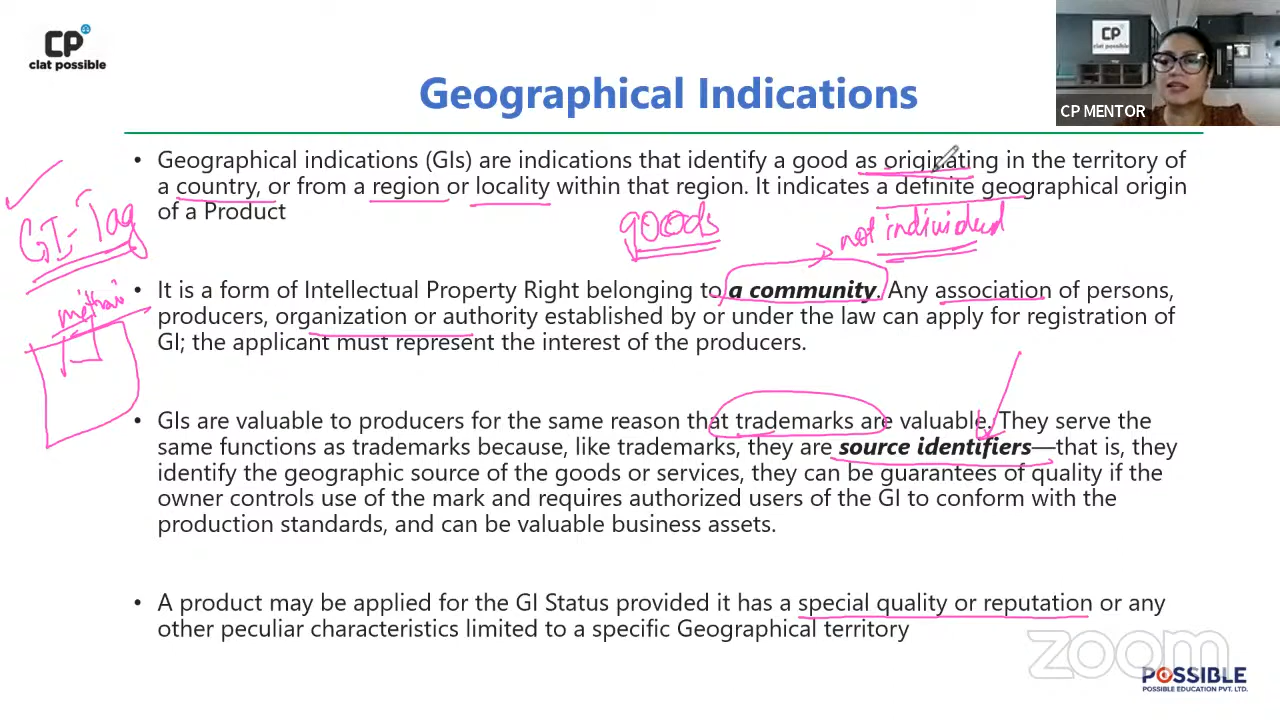 CP
clat possible
CP
CP MENTOR
Geographical Indications
• Geographical indications (GIs) are indications that identify a good as originating in the territory of
a country, or from a region or locality within that region. It indicates a definite geographical origin
of a Product
GI-Tag
goods
not individual
mithai
• It is a form of Intellectual Property Right belonging to a community. Any association of persons,
producers, organization or authority established by or under the law can apply for registration of
GI; the applicant must represent the interest of the producers.
• GIs are valuable to producers for the same reason that trademarks are valuable. They serve the
same functions as trademarks because, like trademarks, they are source identifiers—that is, they
identify the geographic source of the goods or services, they can be guarantees of quality if the
owner controls use of the mark and requires authorized users of the GI to conform with the
production standards, and can be valuable business assets.
• A product may be applied for the GI Status provided it has a special quality or reputation or any
other peculiar characteristics limited to a specific Geographical territory
zoom
POSSIBLE
POSSIBLE EDUCATION PVT. LTD.